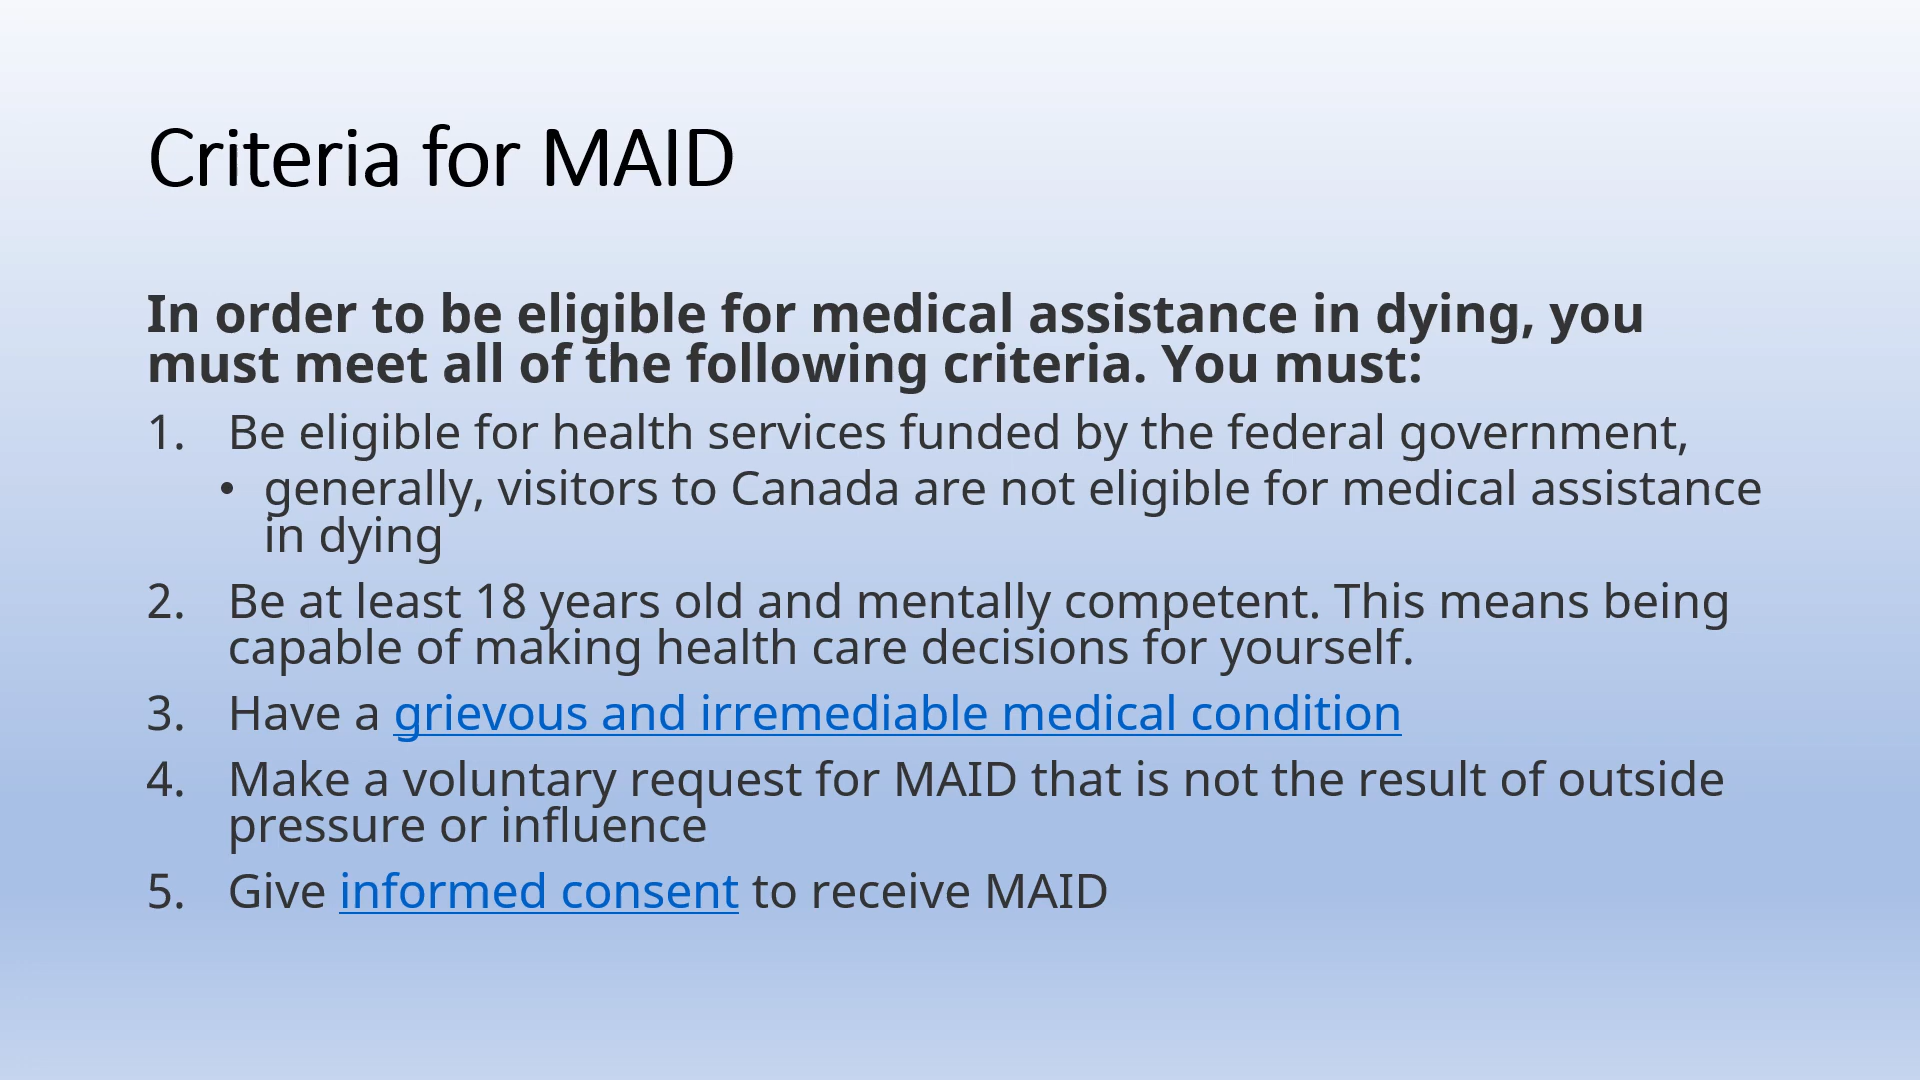 Criteria for MAID
In order to be eligible for medical assistance in dying, you
must meet all of the following criteria. You must:
1. Be eligible for health services funded by the federal government,
• generally, visitors to Canada are not eligible for medical assistance
in dying
2. Be at least 18 years old and mentally competent. This means being
capable of making health care decisions for yourself.
3. Have a grievous and irremediable medical condition
4. Make a voluntary request for MAID that is not the result of outside
pressure or influence
5. Give informed consent to receive MAID